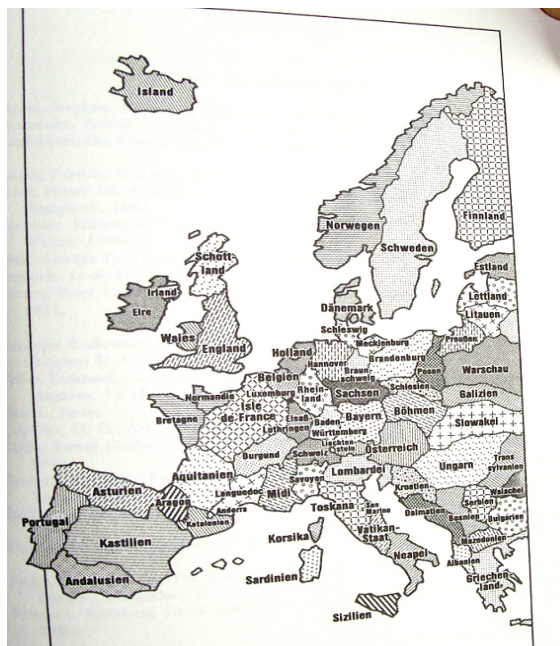 Island
Finnland
Norwegen
Schweden
Schott-
land
Estland
Irland
Eire
Lettland
Dänemark
Litauen
Schleswig
Wales
England
Mecklenburg
Preußen
Holland
Hannover
Brandenburg
Belgien
Braun
schweig
Posen
Warschau
Luxemburg
Rhein-
land
Sachsen
Schlesien
Normandie
Galizien
Isle
de France
Böhmen
Bretagne
Elsaß
Lothringen
Baden-
Württemberg
Bayern
Slowakei
Liechten
stein
Österreich
Burgund
Schweiz
Ungarn
Trans
sylvanien
Aquitanien
Savoyen
Lombardei
Asturien
Languedoc
Midi
Kroatien
Walachei
Aragon
Andorra
Toskana
San
Marino
Serbien
Dalmatien
Bosnien
Bulgarien
Portugal
Katalonien
Korsika
Vatikan-
Staat
Kastilien
Mazedonien
Neapel
Albanien
Andalusien
Sardinien
Griechen
land
Sizilien